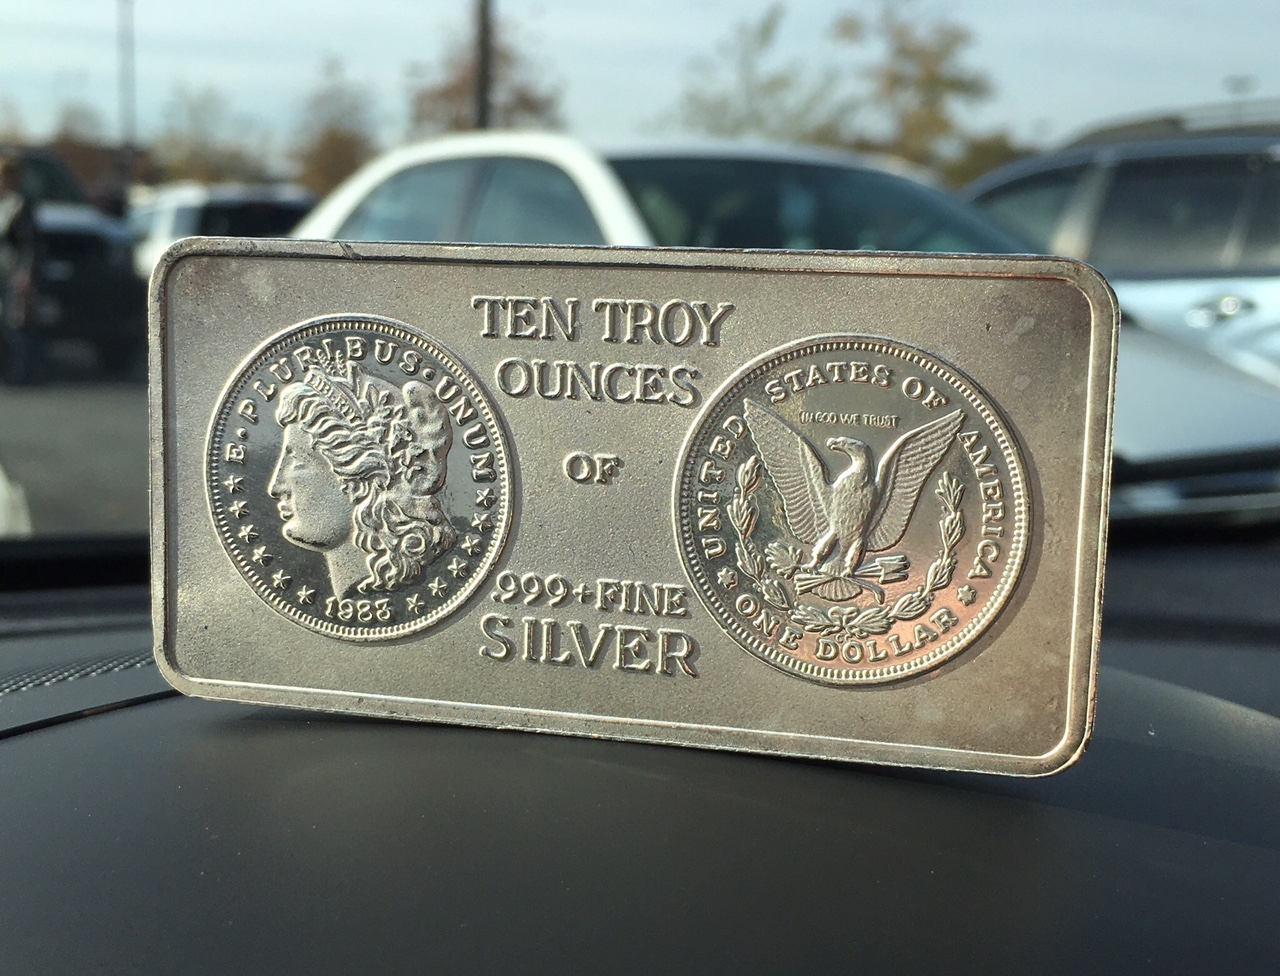 E·PLURIBUS·UNUM
1988
TEN TROY
OUNCES
OF
.999+FINE
SILVER
UNITED STATES OF AMERICA
IN GOD WE TRUST
ONE DOLLAR